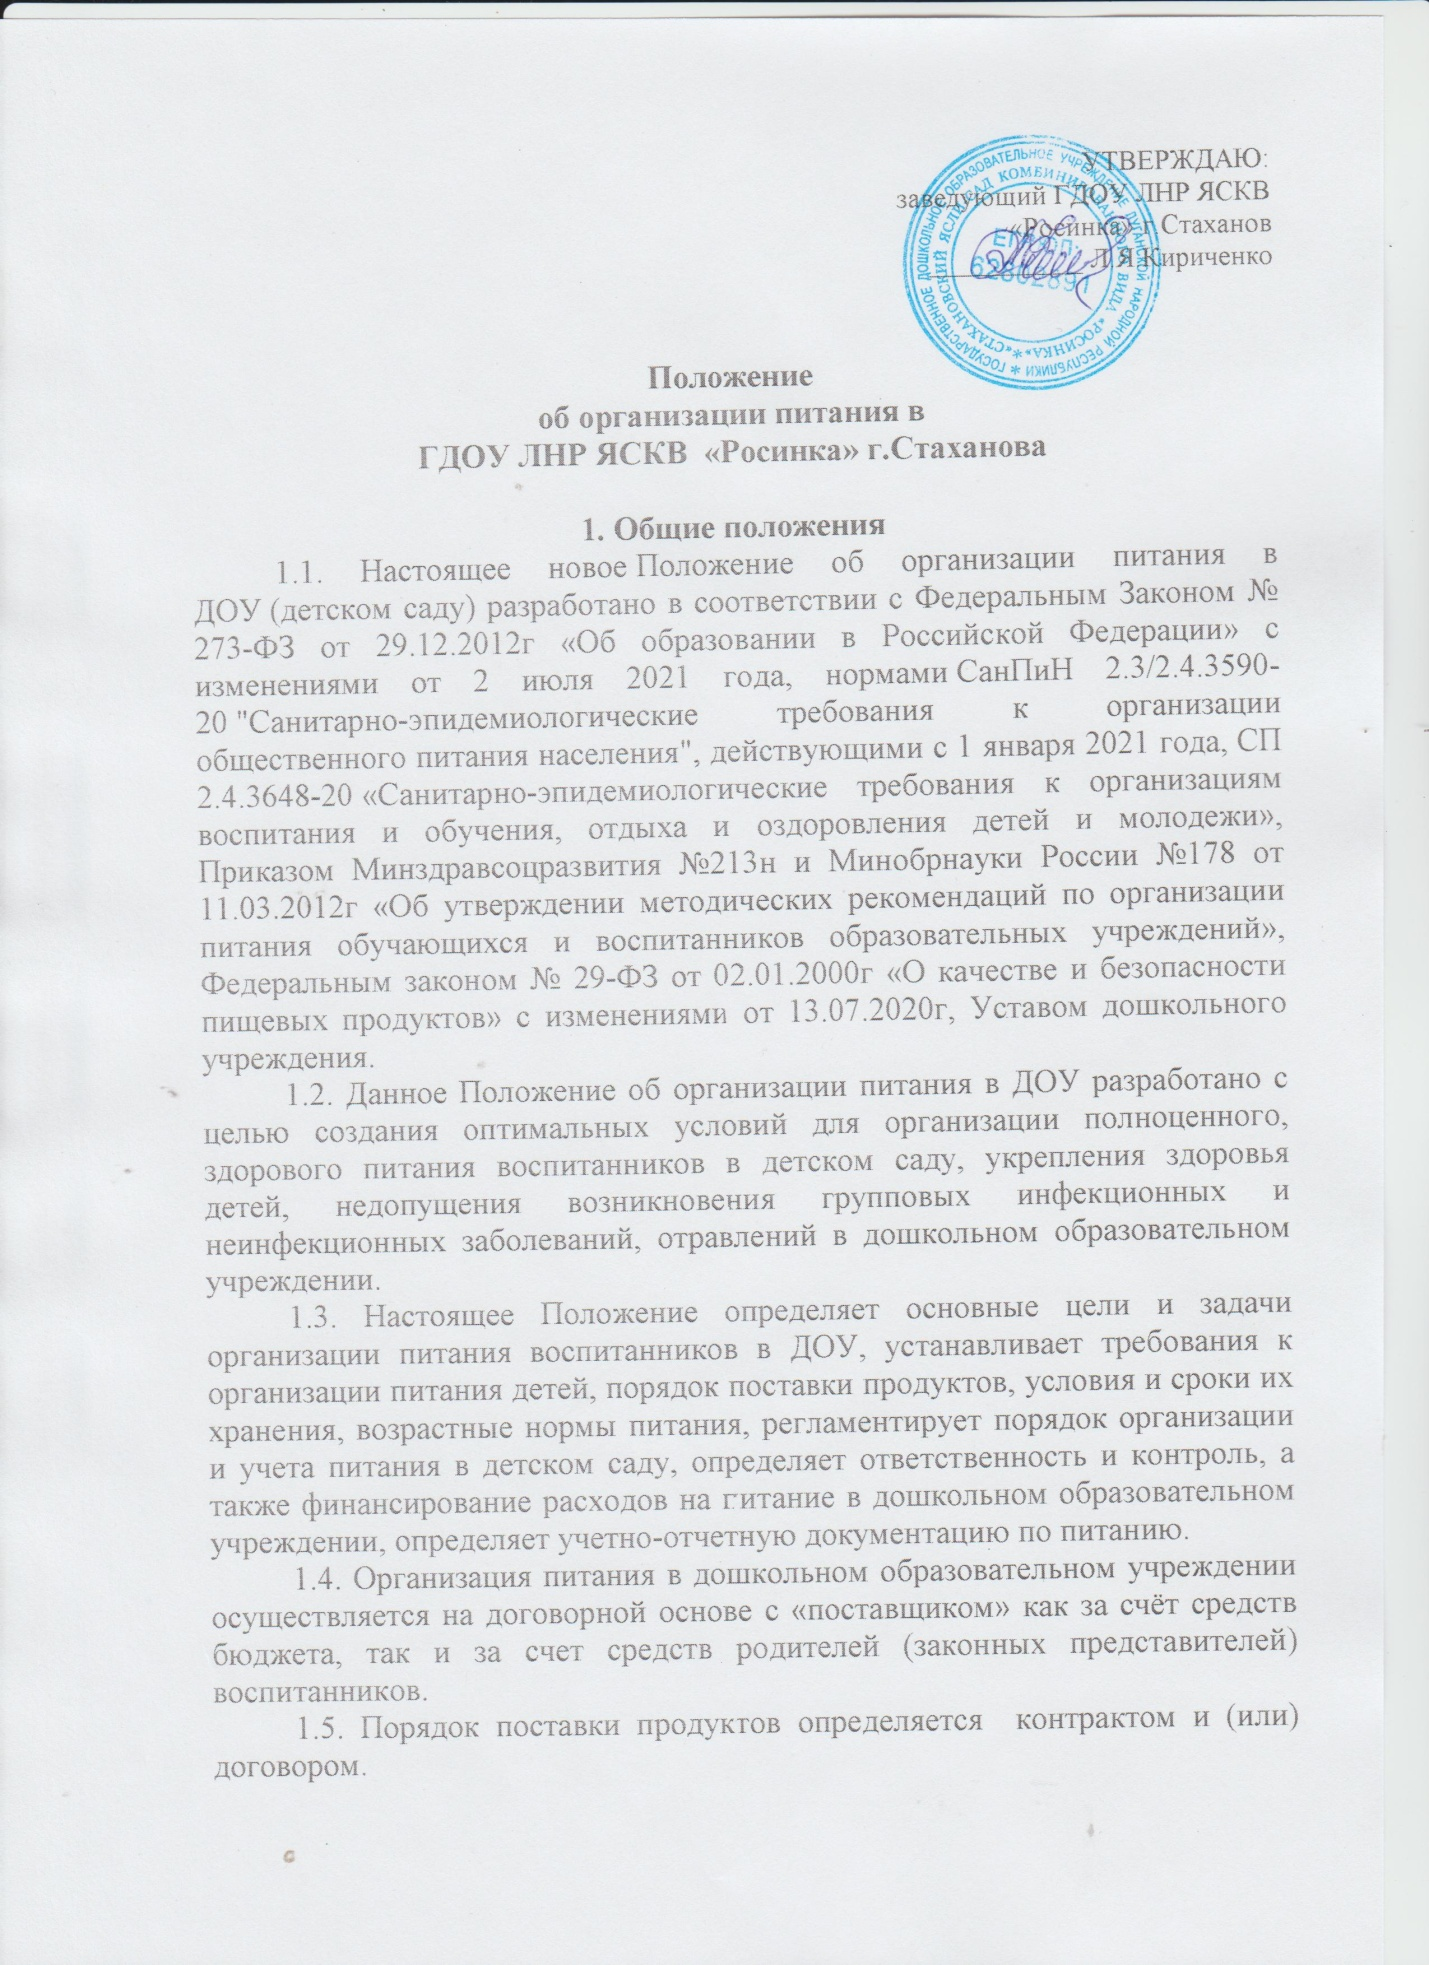 УТВЕРЖДАЮ:
заведующий ГДОУ ЛНР ЯСКВ
«Росинка» г Стаханов
Л Я Кириченко
ГОСУДАРСТВЕННОЕ ДОШКОЛЬНОЕ ОБРАЗОВАТЕЛЬНОЕ УЧРЕЖДЕНИЕ ЛУГАНСКОЙ НАРОДНОЙ РЕСПУБЛИКИ *
«СТАХАНОВСКИЙ ЯСЛИ-САД КОМБИНИРОВАННОГО ВИДА «РОСИНКА»*
Положение
об организации питания в
ГДОУ ЛНР ЯСКВ «Росинка» г.Стаханова
1. Общие положения
1.1. Настоящее новое Положение об организации питания в
ДОУ (детском саду) разработано в соответствии с Федеральным Законом №
273-ФЗ от 29.12.2012г «Об образовании в Российской Федерации» с
изменениями от 2 июля 2021 года, нормами СанПиН 2.3/2.4.3590-
20 "Санитарно-эпидемиологические требования к организации
общественного питания населения", действующими с 1 января 2021 года, СП
2.4.3648-20 «Санитарно-эпидемиологические требования к организациям
воспитания и обучения, отдыха и оздоровления детей и молодежи»,
Приказом Минздравсоцразвития №213н и Минобрнауки России №178 от
11.03.2012г «Об утверждении методических рекомендаций по организации
питания обучающихся и воспитанников образовательных учреждений»,
Федеральным законом № 29-ФЗ от 02.01.2000г «О качестве и безопасности
пищевых продуктов» с изменениями от 13.07.2020г, Уставом дошкольного
учреждения.
1.2. Данное Положение об организации питания в ДОУ разработано с
целью создания оптимальных условий для организации полноценного,
здорового питания воспитанников в детском саду, укрепления здоровья
детей, недопущения возникновения групповых инфекционных и
неинфекционных заболеваний, отравлений в дошкольном образовательном
учреждении.
1.3. Настоящее Положение определяет основные цели и задачи
организации питания воспитанников в ДОУ, устанавливает требования к
организации питания детей, порядок поставки продуктов, условия и сроки их
хранения, возрастные нормы питания, регламентирует порядок организации
и учета питания в детском саду, определяет ответственность и контроль, а
также финансирование расходов на питание в дошкольном образовательном
учреждении, определяет учетно-отчетную документацию по питанию.
1.4. Организация питания в дошкольном образовательном учреждении
осуществляется на договорной основе с «поставщиком» как за счёт средств
бюджета, так и за счет средств родителей (законных представителей)
воспитанников.
1.5. Порядок поставки продуктов определяется контрактом и (или)
договором.